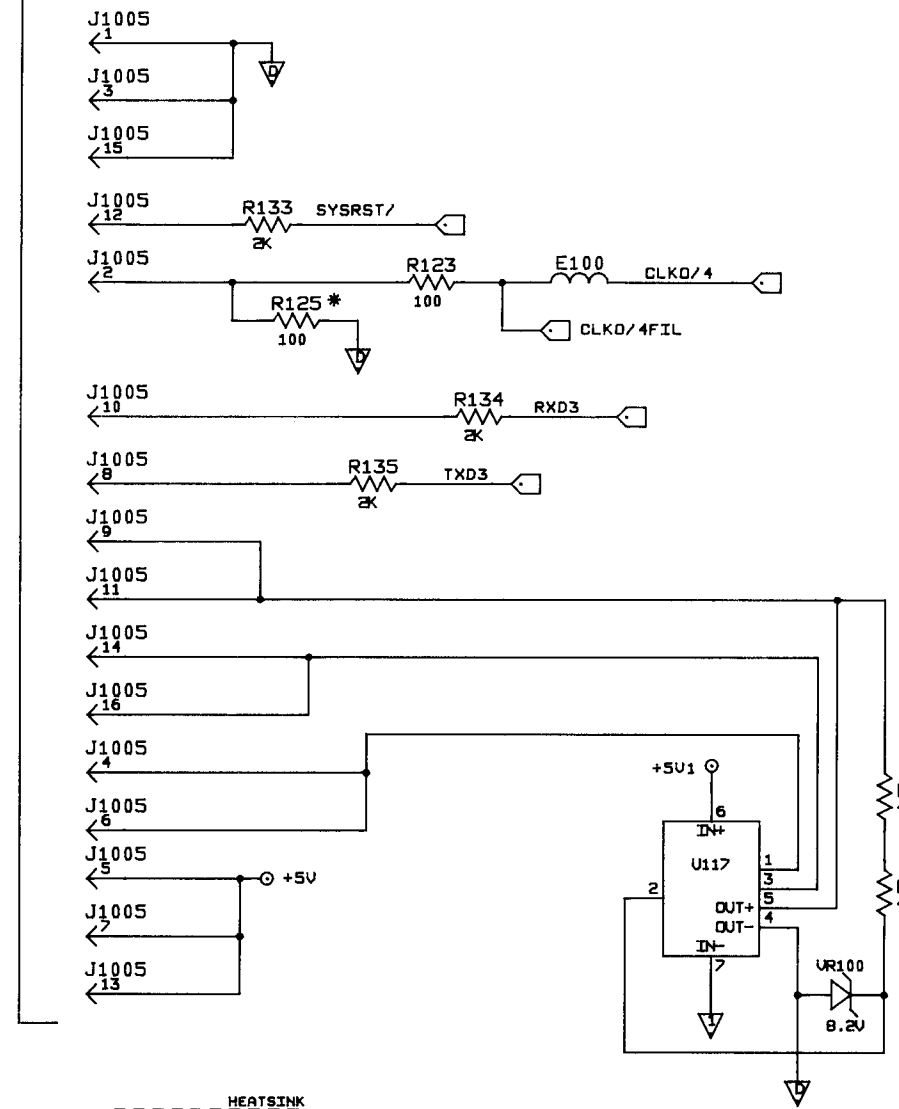 J1005
1
D
J1005
3
J1005
15
J1005
12
R133
2K
SYSRST/
J1005
2
R123
100
E100
CLKO/4
R125 *
100
D
CLKO/4FIL
J1005
10
R134
2K
RXD3
J1005
8
R135
2K
TXD3
J1005
9
J1005
11
J1005
14
J1005
16
J1005
4
J1005
6
+5V1
6
IN+
U117
1
3
2
5
OUT+
4
OUT-
IN-
7
1
J1005
5
+5V
J1005
7
J1005
13
VR100
8.2V
D
HEATSINK